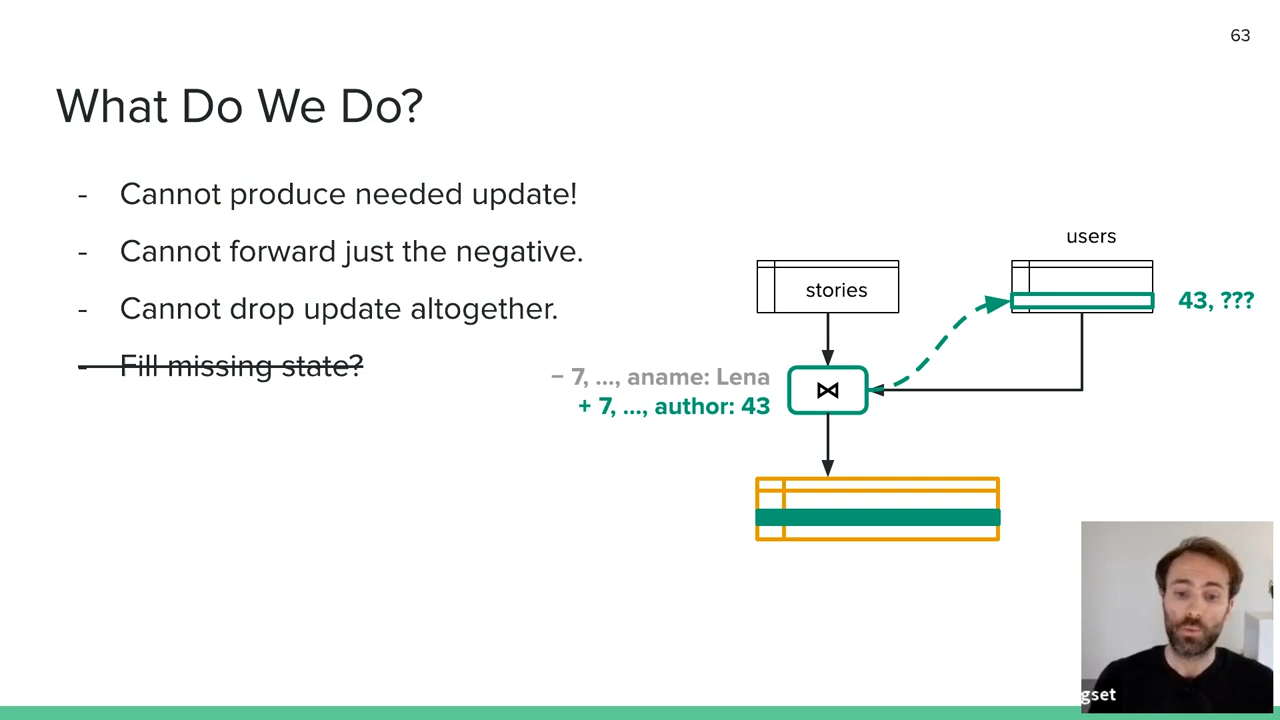 63
What Do We Do?
- Cannot produce needed update!
- Cannot forward just the negative.
- Cannot drop update altogether.
- Fill missing state?
users
stories
43, ???
– 7, ..., aname: Lena
+ 7, ..., author: 43
⋈
gset